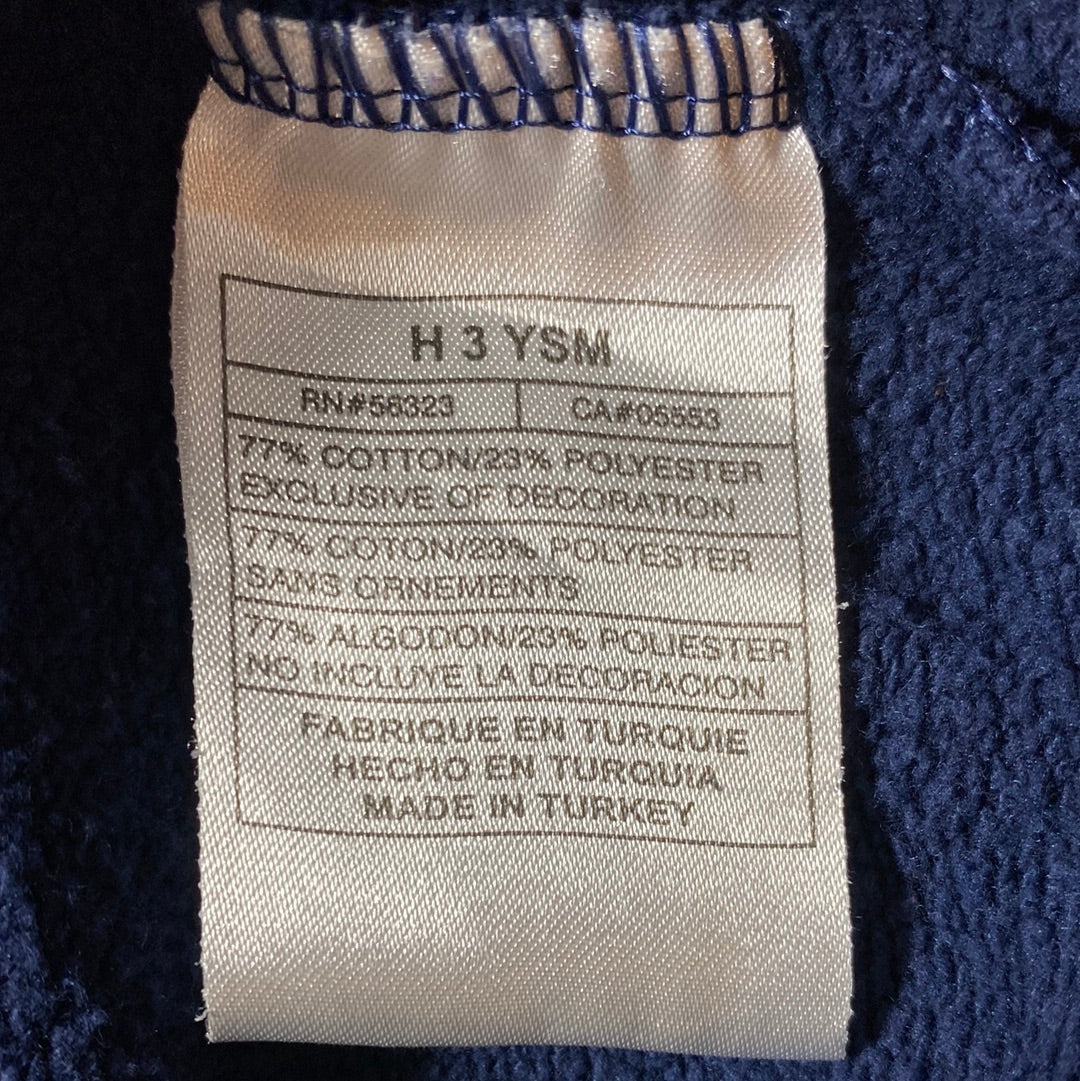 H 3 YSM
RN#56323 CA#05553
77% COTTON/23% POLYESTER
EXCLUSIVE OF DECORATION
77% COTON/23% POLYESTER
SANS ORNEMENTS
77% ALGODON/23% POLIESTER
NO INCLUYE LA DECORACION
FABRIQUE EN TURQUIE
HECHO EN TURQUIA
MADE IN TURKEY